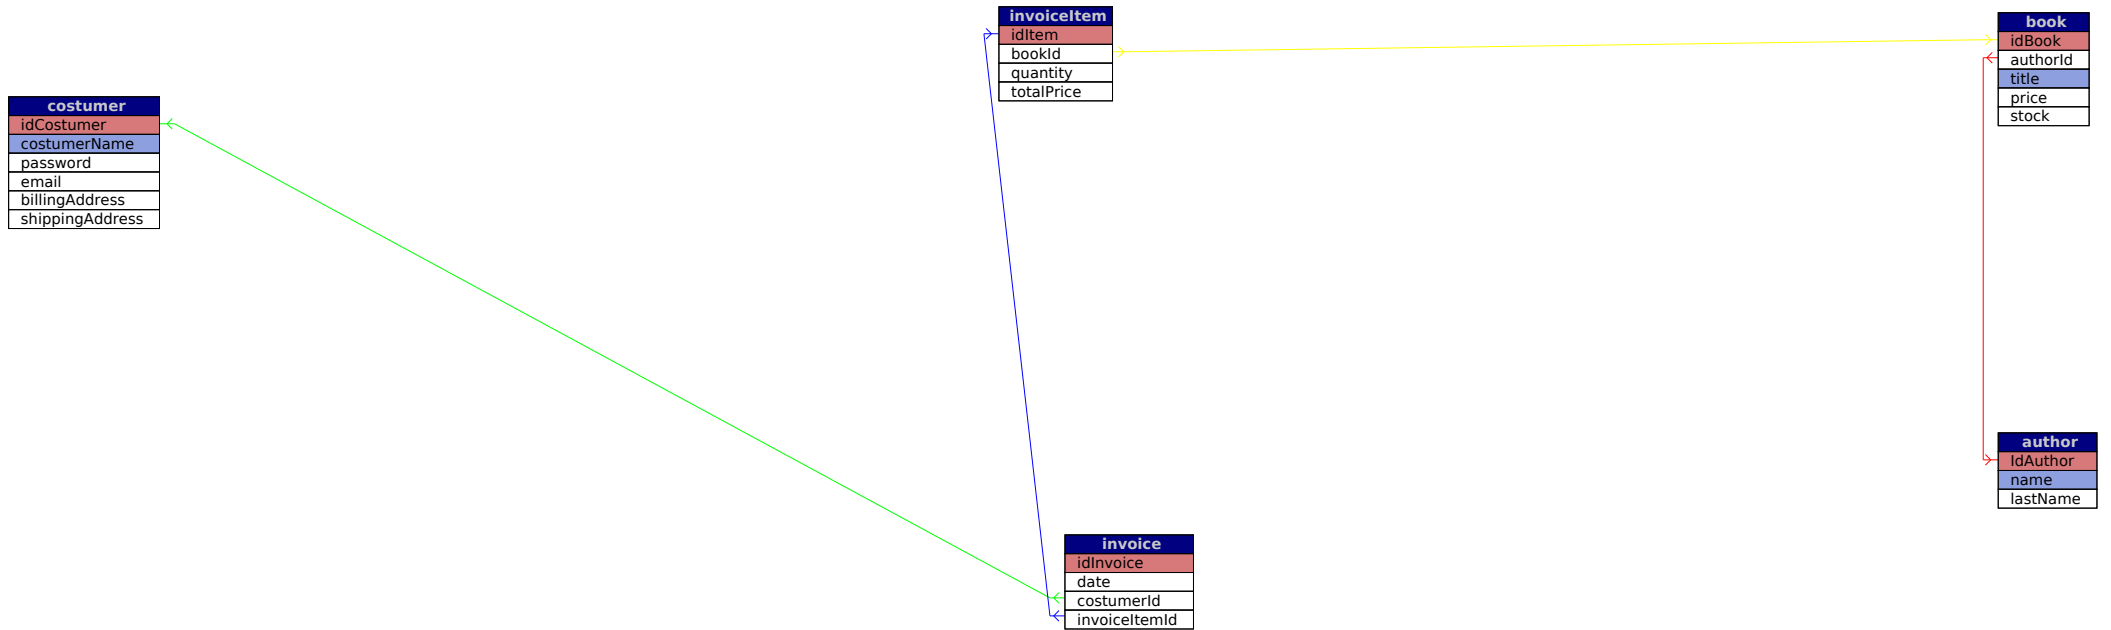 costumer
idCostumer
costumerName
password
email
billingAddress
shippingAddress
invoiceItem
idItem
bookId
quantity
totalPrice
invoice
idInvoice
date
costumerId
invoiceItemId
book
idBook
authorId
title
price
stock
author
IdAuthor
name
lastName